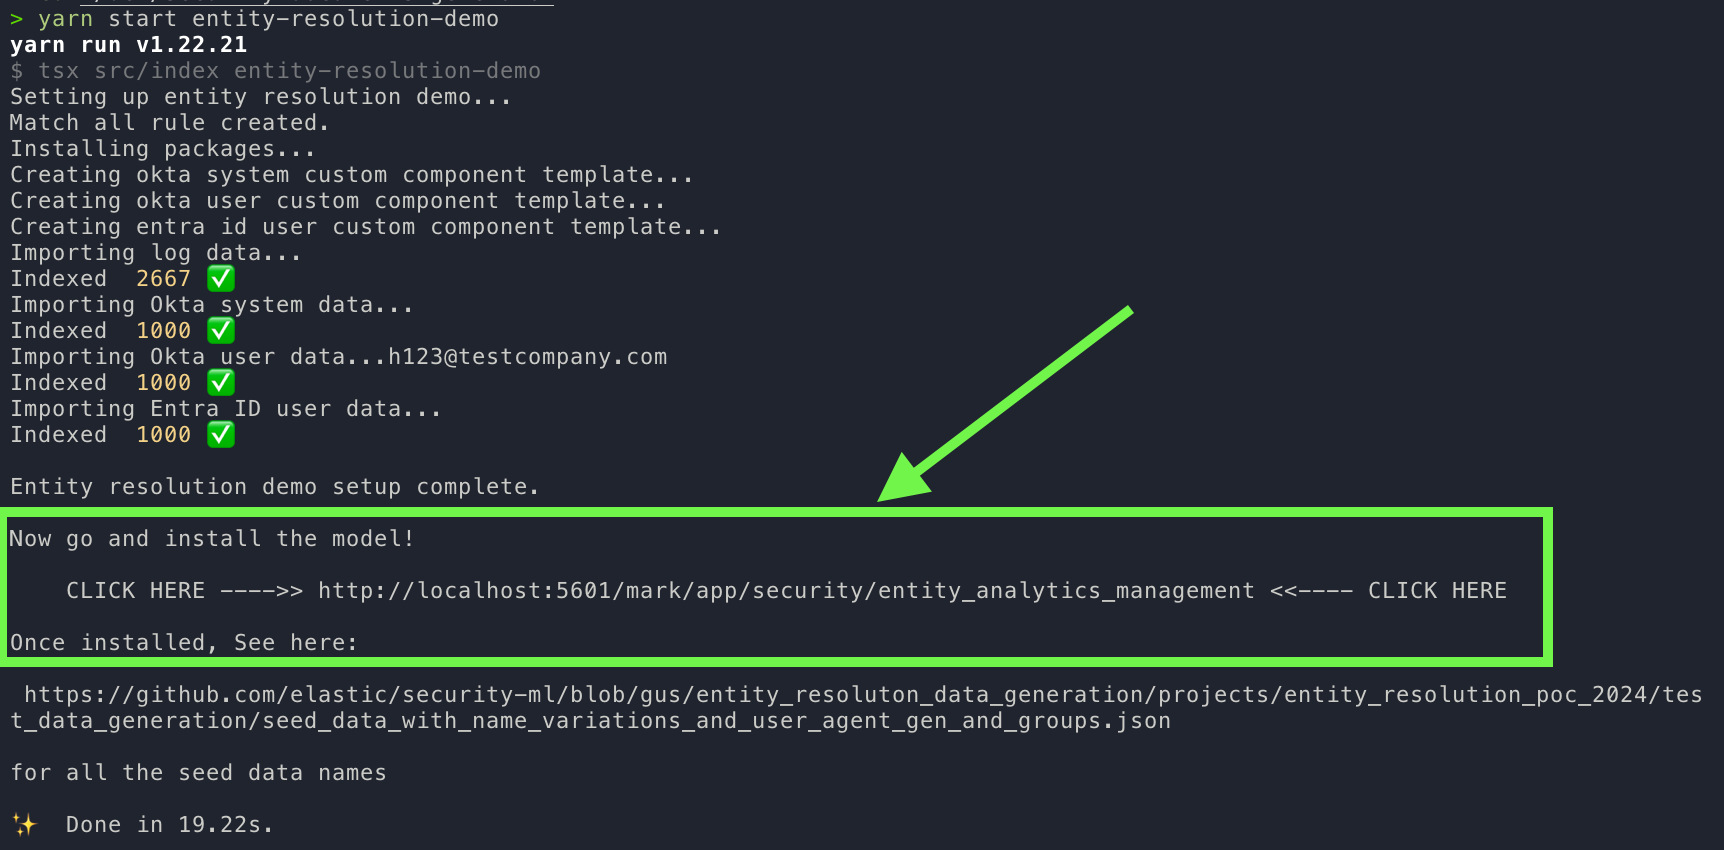 > yarn start entity-resolution-demo
yarn run v1.22.21
$ tsx src/index entity-resolution-demo
Setting up entity resolution demo...
Match all rule created.
Installing packages...
Creating okta system custom component template...
Creating okta user custom component template...
Creating entra id user custom component template...
Importing log data...
Indexed  2667 ✅
Importing Okta system data...
Indexed  1000 ✅
Importing Okta user data...h123@testcompany.com
Indexed  1000 ✅
Importing Entra ID user data...
Indexed  1000 ✅
Entity resolution demo setup complete.
Now go and install the model!
CLICK HERE ---->> http://localhost:5601/mark/app/security/entity_analytics_management <<---- CLICK HERE
Once installed, See here:
https://github.com/elastic/security-ml/blob/gus/entity_resoluton_data_generation/projects/entity_resolution_poc_2024/tes
t_data_generation/seed_data_with_name_variations_and_user_agent_gen_and_groups.json
for all the seed data names
✨  Done in 19.22s.